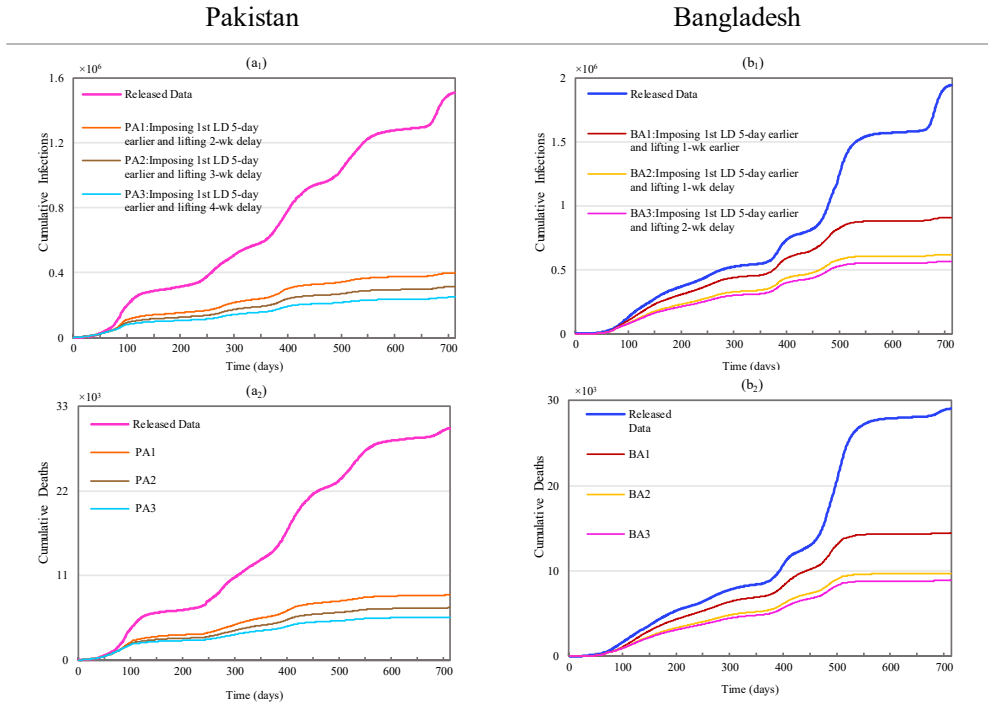 Pakistan
Bangladesh
(a₁)
×10⁶
1.6
1.2
0.8
0.4
0
Cumulative Infections
Released Data
PA1:Imposing 1st LD 5-day
earlier and lifting 2-wk delay
PA2:Imposing 1st LD 5-day
earlier and lifting 3-wk delay
PA3:Imposing 1st LD 5-day
earlier and lifting 4-wk delay
0 100 200 300 400 500 600 700
Time (days)
(b₁)
×10⁶
2
1.5
1
0.5
0
Cumulative Infections
Released Data
BA1:Imposing 1st LD 5-day earlier
and lifting 1-wk earlier
BA2:Imposing 1st LD 5-day earlier
and lifting 1-wk delay
BA3:Imposing 1st LD 5-day earlier
and lifting 2-wk delay
0 100 200 300 400 500 600 700
Time (days)
(a₂)
×10³
33
22
11
0
Cumulative Deaths
Released Data
PA1
PA2
PA3
0 100 200 300 400 500 600 700
Time (days)
(b₂)
×10³
30
20
10
0
Cumulative Deaths
Released
Data
BA1
BA2
BA3
0 100 200 300 400 500 600 700
Time (days)